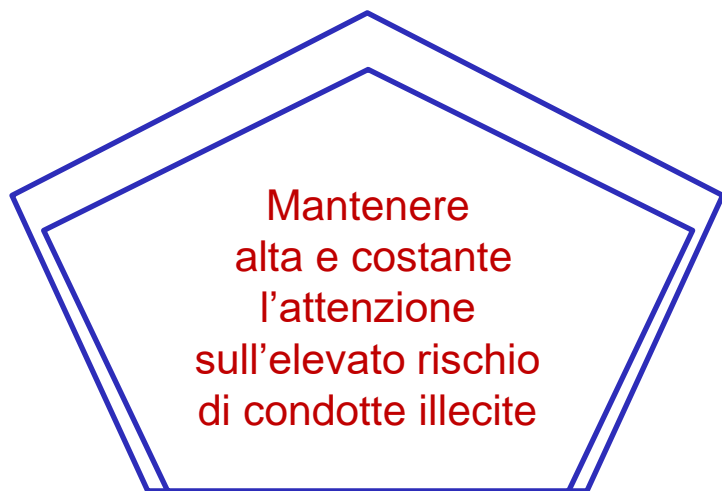 Mantenere
alta e costante
l’attenzione
sull’elevato rischio
di condotte illecite